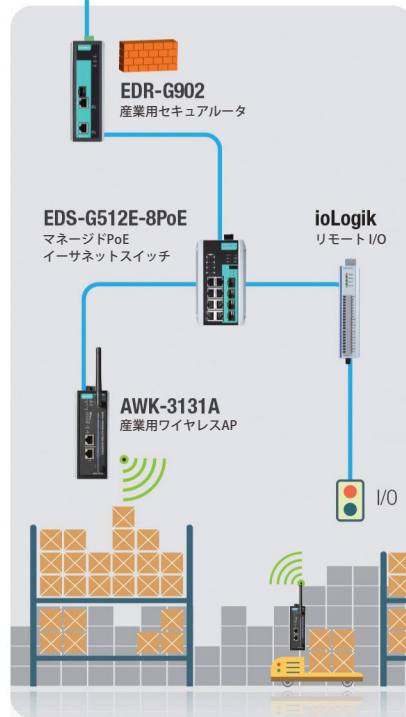 EDR-G902
産業用セキュアルータ
EDS-G512E-8PoE
マネージドPoE
イーサネットスイッチ
ioLogik
リモート I/O
AWK-3131A
産業用ワイヤレスAP
I/O